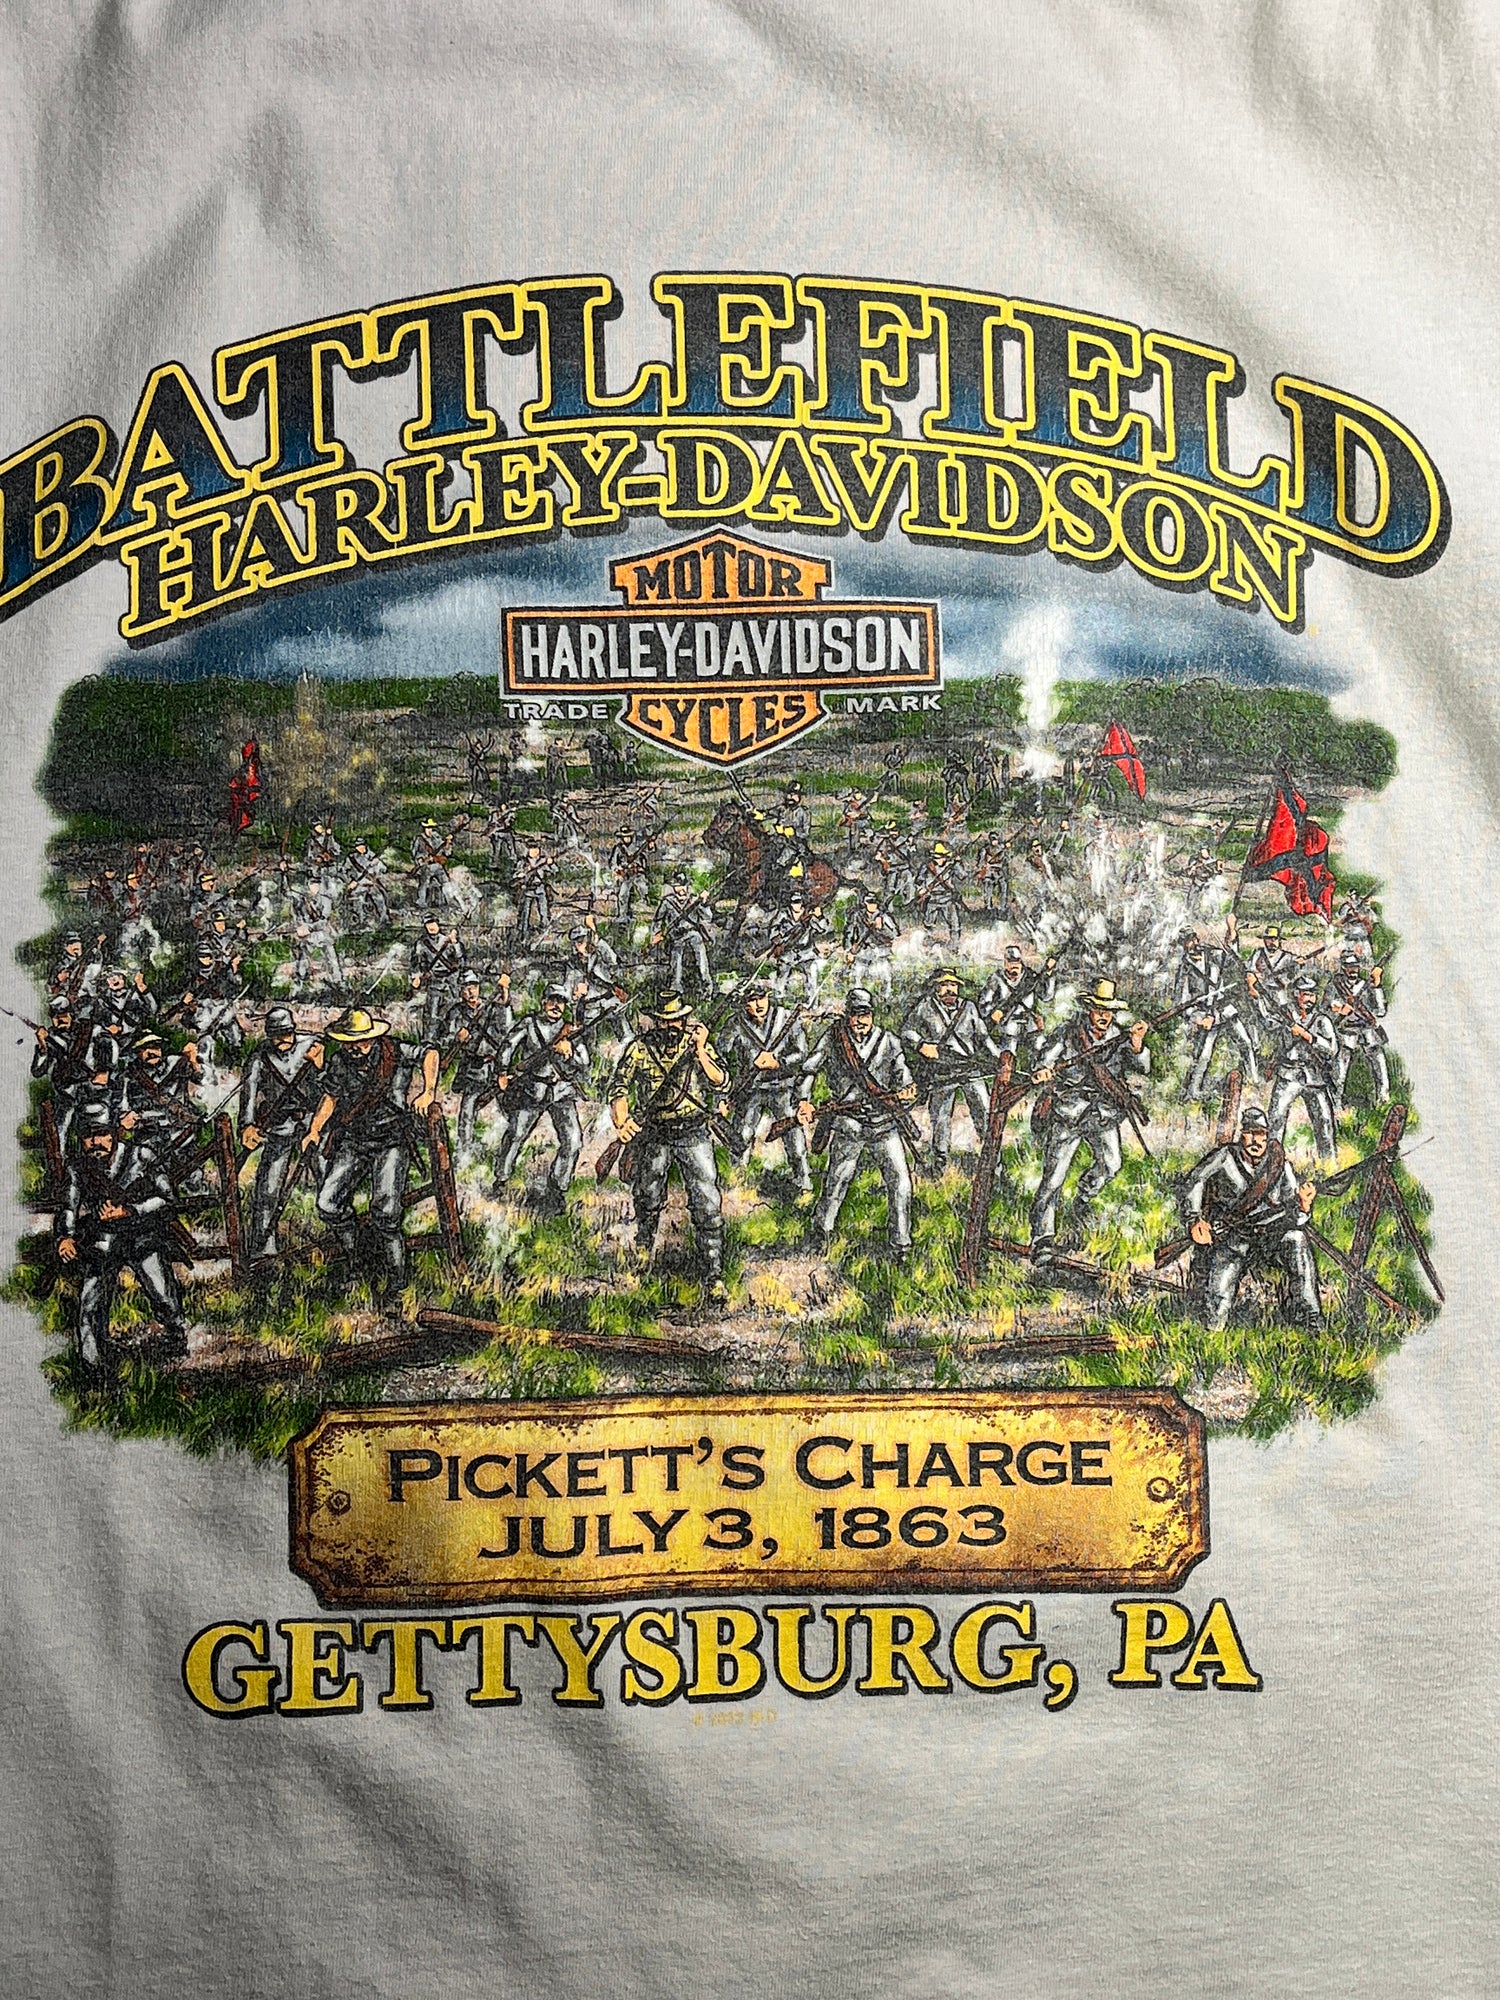 BATTLEFIELD
HARLEY-DAVIDSON
MOTOR
HARLEY-DAVIDSON
TRADE CYCLES MARK
PICKETT'S CHARGE
JULY 3, 1863
GETTYSBURG, PA